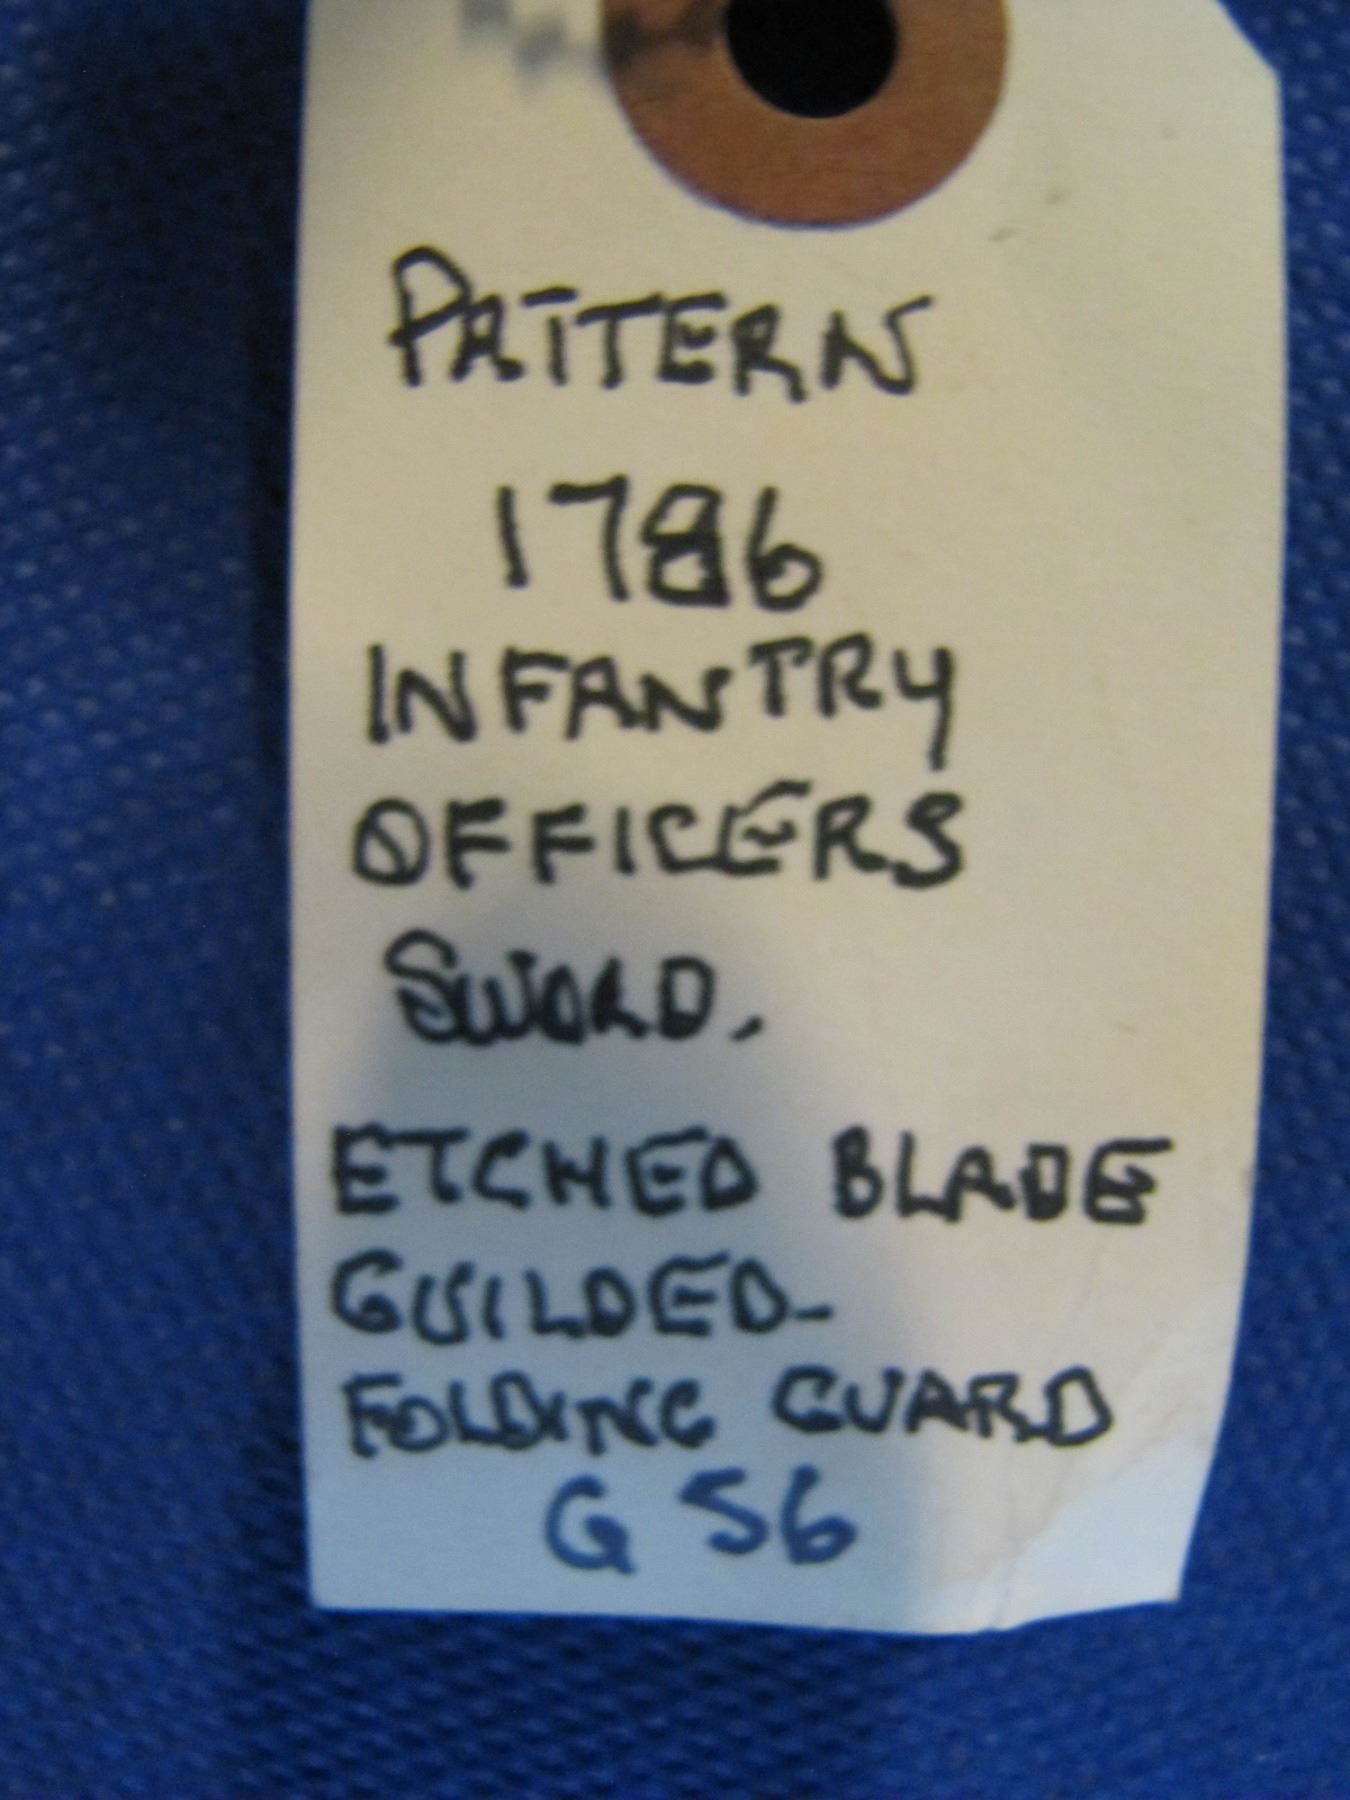 PATTERN
1786
INFANTRY
OFFICERS
SWORD.
ETCHED BLADE
GUILDED-
FOLDING GUARD
G 56